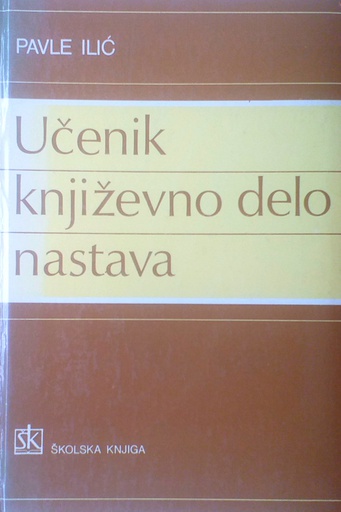 PAVLE ILIĆ
Učenik
književno delo
nastava
šk
ŠKOLSKA KNJIGA